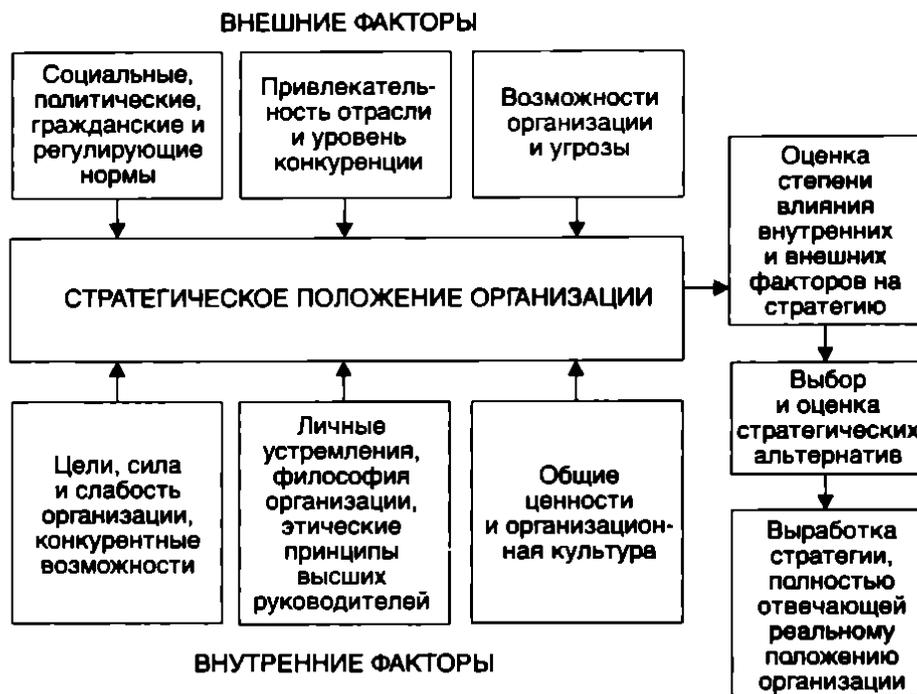 ВНЕШНИЕ ФАКТОРЫ
Социальные,
политические,
гражданские и
регулирующие
нормы
Привлекатель-
ность отрасли
и уровень
конкуренции
Возможности
организации
и угрозы
СТРАТЕГИЧЕСКОЕ ПОЛОЖЕНИЕ ОРГАНИЗАЦИИ
Цели, сила
и слабость
организации,
конкурентные
возможности
Личные
устремления,
философия
организации,
этические
принципы
высших
руководителей
Общие
ценности
и организацион-
ная культура
ВНУТРЕННИЕ ФАКТОРЫ
Оценка
степени
влияния
внутренних
и внешних
факторов на
стратегию
Выбор
и оценка
стратегических
альтернатив
Выработка
стратегии,
полностью
отвечающей
реальному
положению
организации